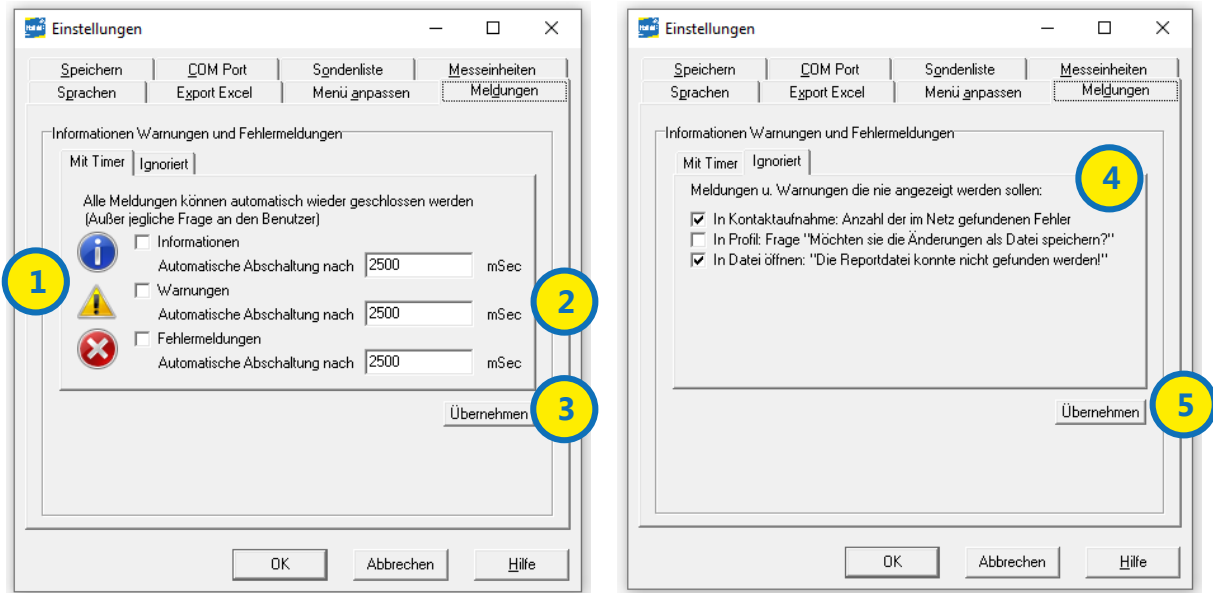 Einstellungen
Speichern
COM Port
Sondenliste
Messeinheiten
Sprachen
Export Excel
Menü anpassen
Meldungen
Informationen Warnungen und Fehlermeldungen
Mit Timer
Ignoriert
Alle Meldungen können automatisch wieder geschlossen werden
(Außer jegliche Frage an den Benutzer)
Informationen
Automatische Abschaltung nach 2500 mSec
Warnungen
Automatische Abschaltung nach 2500 mSec
Fehlermeldungen
Automatische Abschaltung nach 2500 mSec
1
2
Übernehmen
3
OK
Abbrechen
Hilfe
Einstellungen
Speichern
COM Port
Sondenliste
Messeinheiten
Sprachen
Export Excel
Menü anpassen
Meldungen
Informationen Warnungen und Fehlermeldungen
Mit Timer
Ignoriert
4
Meldungen u. Warnungen die nie angezeigt werden sollen:
In Kontaktaufnahme: Anzahl der im Netz gefundenen Fehler
In Profil: Frage "Möchten sie die Änderungen als Datei speichern?"
In Datei öffnen: "Die Reportdatei konnte nicht gefunden werden!"
Übernehmen
5
OK
Abbrechen
Hilfe